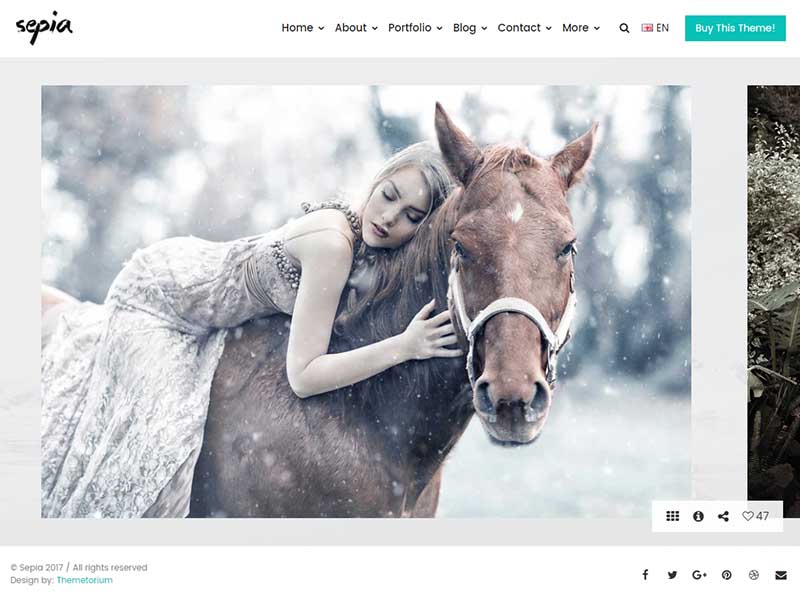 sepia
Home About Portfolio Blog Contact More EN Buy This Theme!
47
© Sepia 2017 / All rights reserved
Design by: Themetorium